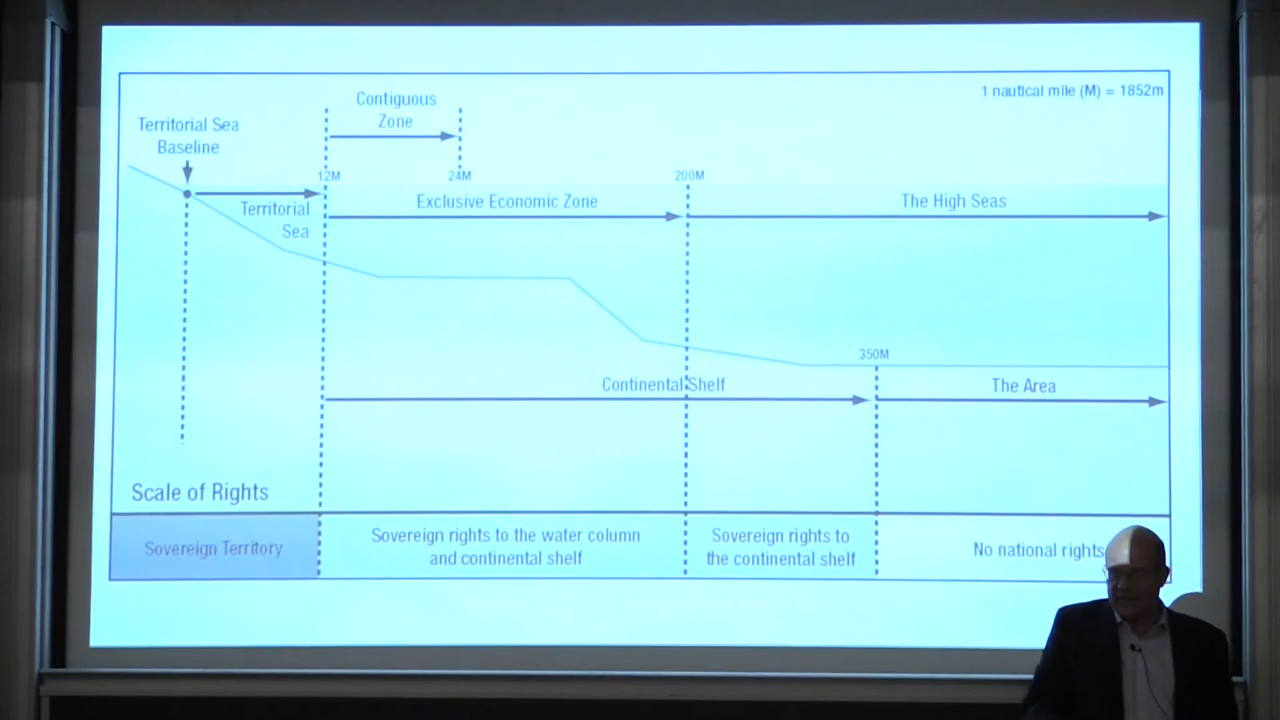 1 nautical mile (M) = 1852m
Contiguous
Zone
Territorial Sea
Baseline
12M
24M
200M
Territorial
Sea
Exclusive Economic Zone
The High Seas
350M
Continental Shelf
The Area
Scale of Rights
Sovereign Territory
Sovereign rights to the water column
and continental shelf
Sovereign rights to
the continental shelf
No national rights